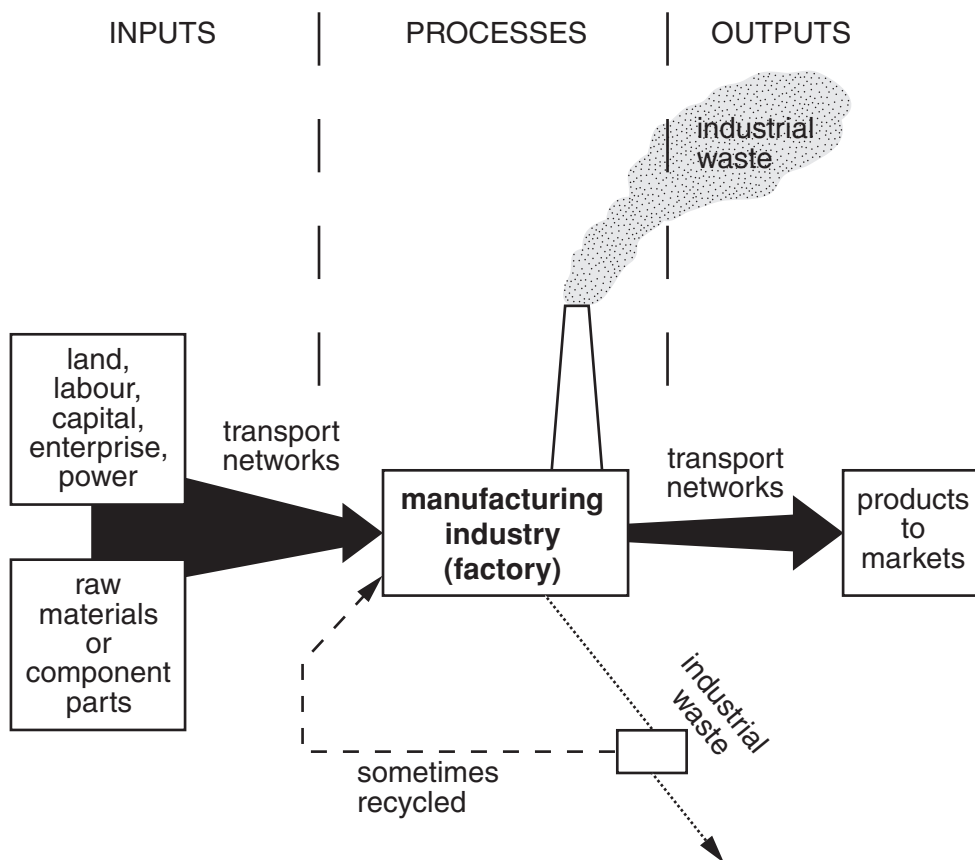 INPUTS
PROCESSES
OUTPUTS
industrial
waste
land,
labour,
capital,
enterprise,
power
transport
networks
manufacturing
industry
(factory)
transport
networks
products
to
markets
raw
materials
or
component
parts
industrial
waste
sometimes
recycled